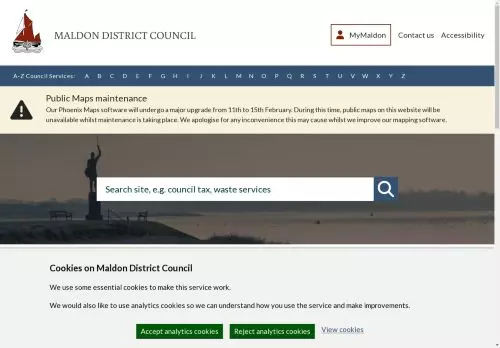 MALDON DISTRICT COUNCIL
MyMaldon
Contact us
Accessibility
A-Z Council Services: A B C D E F G H I J K L M N O P Q R S T U V W X Y Z
Public Maps maintenance
Our Phoenix Maps software will undergo a major upgrade from 11th to 15th February. During this time, public maps on this website will be
unavailable whilst maintenance is taking place. We apologise for any inconvenience this may cause whilst we improve our mapping software.
Search site, e.g. council tax, waste services
Cookies on Maldon District Council
We use some essential cookies to make this service work.
We would also like to use analytics cookies so we can understand how you use the service and make improvements.
Accept analytics cookies
Reject analytics cookies
View cookies